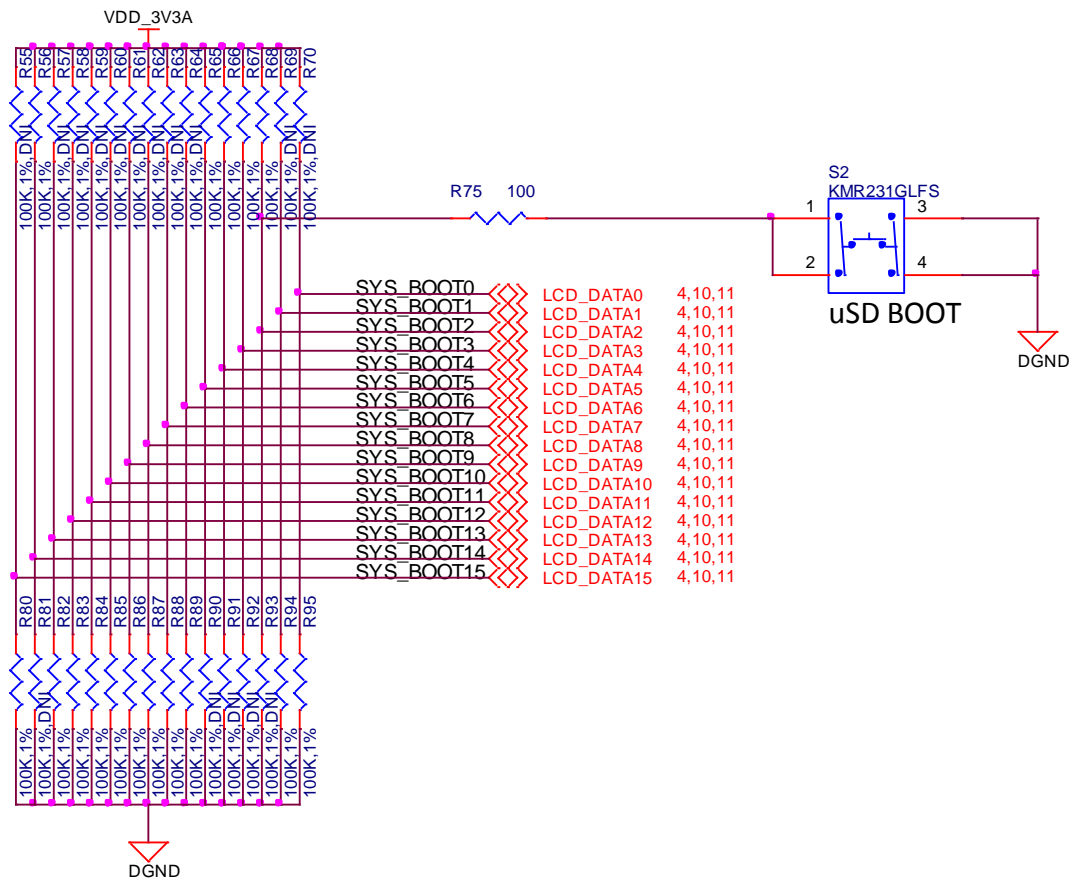 VDD_3V3A
R55
R56
R57
R58
R59
R60
R61
R62
R63
R64
R65
R66
R67
R68
R69
R70
100K,1%,DNI
100K,1%
100K,1%,DNI
100K,1%,DNI
100K,1%,DNI
100K,1%,DNI
100K,1%,DNI
100K,1%,DNI
100K,1%,DNI
100K,1%,DNI
100K,1%
100K,1%
100K,1%
100K,1%
100K,1%,DNI
100K,1%,DNI
R75 100
S2
KMR231GLFS
1 3
2 4
uSD BOOT
DGND
SYS_BOOT0 LCD_DATA0 4,10,11
SYS_BOOT1 LCD_DATA1 4,10,11
SYS_BOOT2 LCD_DATA2 4,10,11
SYS_BOOT3 LCD_DATA3 4,10,11
SYS_BOOT4 LCD_DATA4 4,10,11
SYS_BOOT5 LCD_DATA5 4,10,11
SYS_BOOT6 LCD_DATA6 4,10,11
SYS_BOOT7 LCD_DATA7 4,10,11
SYS_BOOT8 LCD_DATA8 4,10,11
SYS_BOOT9 LCD_DATA9 4,10,11
SYS_BOOT10 LCD_DATA10 4,10,11
SYS_BOOT11 LCD_DATA11 4,10,11
SYS_BOOT12 LCD_DATA12 4,10,11
SYS_BOOT13 LCD_DATA13 4,10,11
SYS_BOOT14 LCD_DATA14 4,10,11
SYS_BOOT15 LCD_DATA15 4,10,11
R80
R81
R82
R83
R84
R85
R86
R87
R88
R89
R90
R91
R92
R93
R94
R95
100K,1%
100K,1%,DNI
100K,1%
100K,1%
100K,1%
100K,1%
100K,1%
100K,1%
100K,1%
100K,1%
100K,1%,DNI
100K,1%,DNI
100K,1%,DNI
100K,1%,DNI
100K,1%
100K,1%
DGND